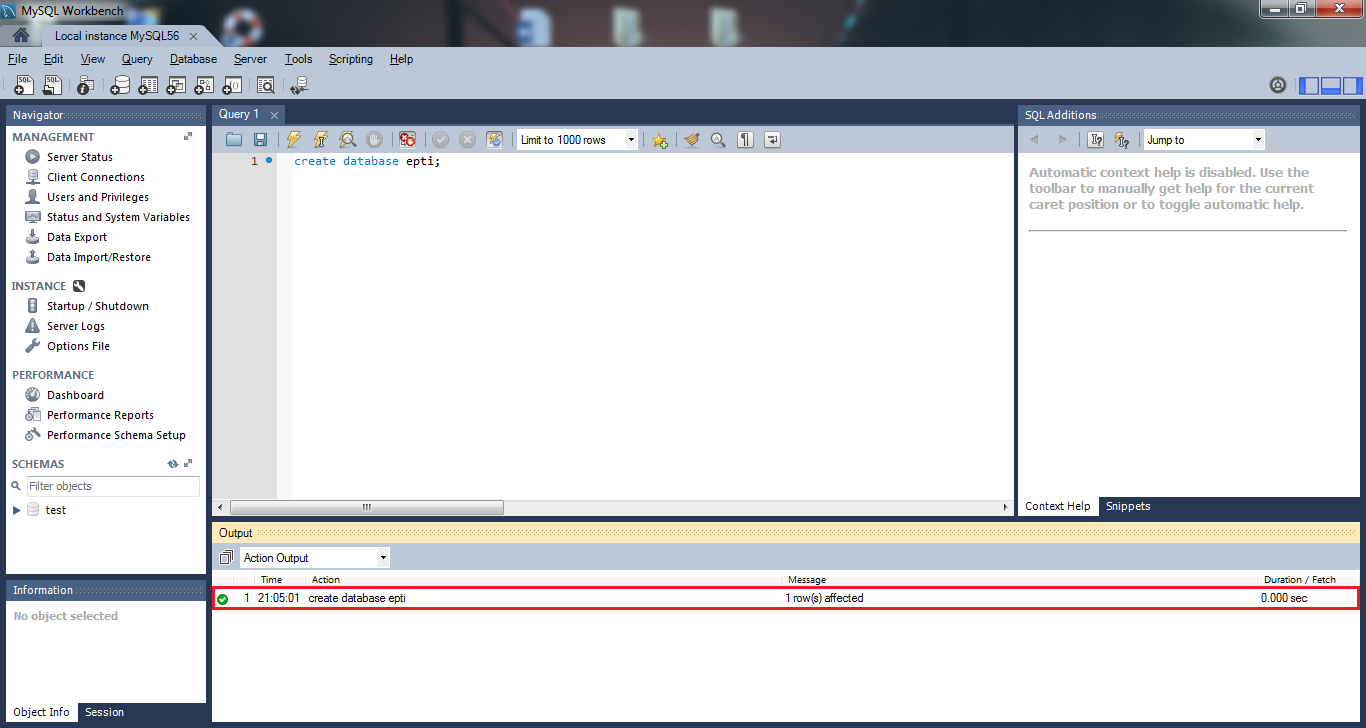 MySQL Workbench
Local instance MySQL56
File Edit View Query Database Server Tools Scripting Help
Navigator
MANAGEMENT
Server Status
Client Connections
Users and Privileges
Status and System Variables
Data Export
Data Import/Restore
INSTANCE
Startup / Shutdown
Server Logs
Options File
PERFORMANCE
Dashboard
Performance Reports
Performance Schema Setup
SCHEMAS
Filter objects
test
Information
No object selected
Object Info Session
Query 1
Limit to 1000 rows
1 create database epti;
SQL Additions
Jump to
Automatic context help is disabled. Use the
toolbar to manually get help for the current
caret position or to toggle automatic help.
Context Help Snippets
Output
Action Output
Time Action Message Duration / Fetch
1 21:05:01 create database epti 1 row(s) affected 0.000 sec